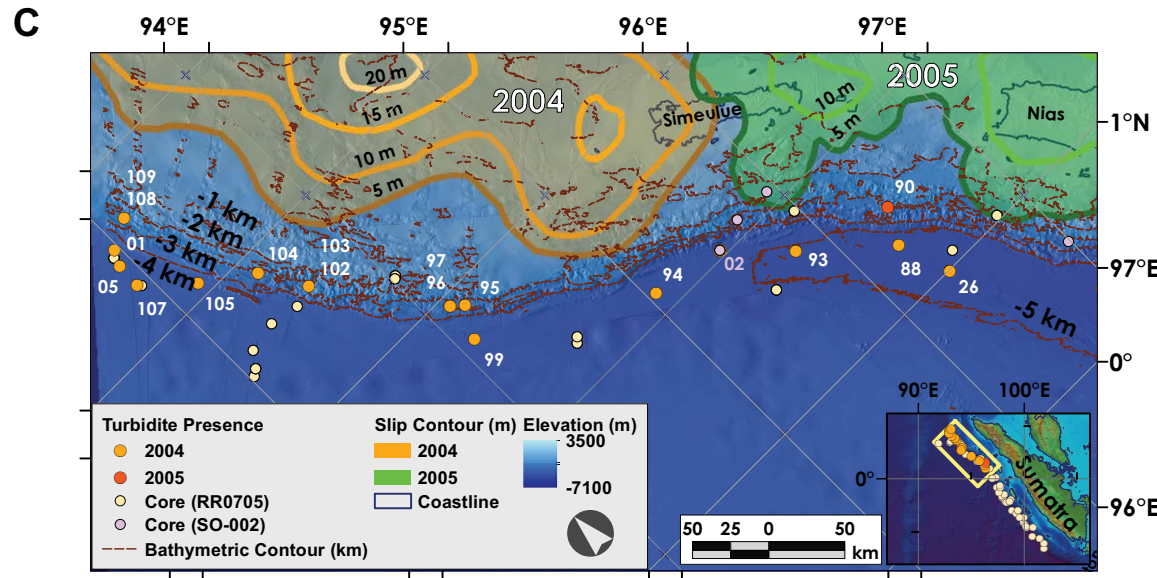 C
94°E
95°E
96°E
97°E
20 m
15 m
10 m
5 m
2004
2005
Simeulue
10 m
5 m
Nias
1°N
97°E
0°
96°E
109
108
01
05
107
105
104
103
102
97
96
95
99
94
02
93
90
88
26
-1 km
-2 km
-3 km
-4 km
-5 km
Turbidite Presence
2004
2005
Core (RR0705)
Core (SO-002)
Bathymetric Contour (km)
Slip Contour (m)
2004
2005
Coastline
Elevation (m)
3500
-7100
50 25 0 50
km
90°E
100°E
0°
Sumatra